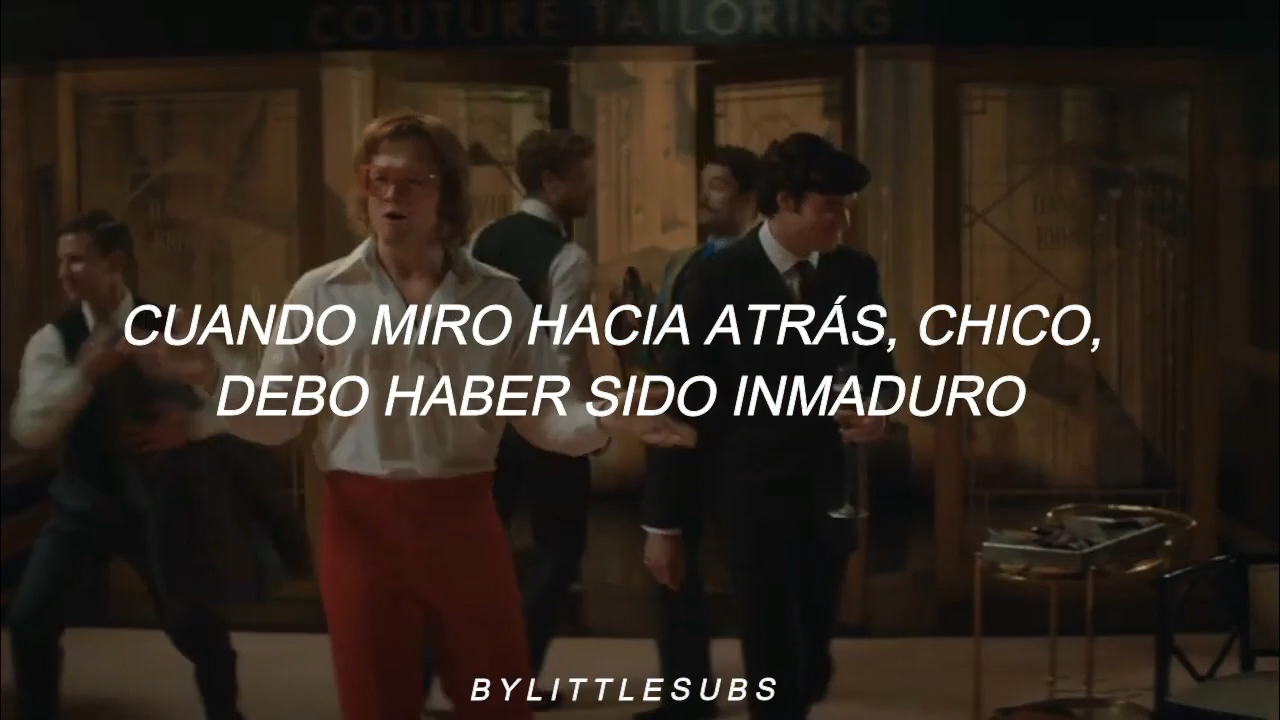 COUTURE TAILORING
CUANDO MIRO HACIA ATRÁS, CHICO,
DEBO HABER SIDO INMADURO
BYLITTLESUBS